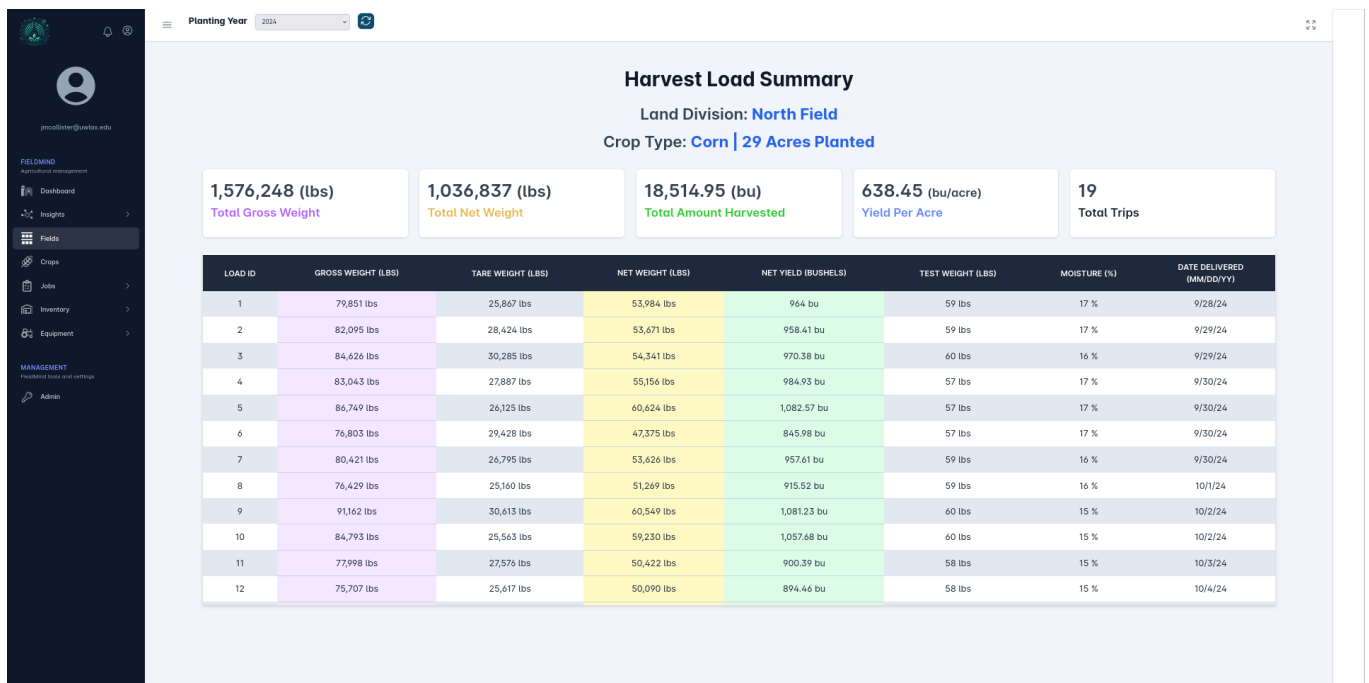 Planting Year 2024
jmcallister@uwlax.edu
FIELDMIND
Agricultural management
Dashboard
Insights
Fields
Crops
Jobs
Inventory
Equipment
MANAGEMENT
FieldMind tools and settings
Admin
Harvest Load Summary
Land Division: North Field
Crop Type: Corn | 29 Acres Planted
1,576,248 (lbs)
Total Gross Weight
1,036,837 (lbs)
Total Net Weight
18,514.95 (bu)
Total Amount Harvested
638.45 (bu/acre)
Yield Per Acre
19
Total Trips
LOAD ID GROSS WEIGHT (LBS) TARE WEIGHT (LBS) NET WEIGHT (LBS) NET YIELD (BUSHELS) TEST WEIGHT (LBS) MOISTURE (%) DATE DELIVERED (MM/DD/YY)
1 79,851 lbs 25,867 lbs 53,984 lbs 964 bu 59 lbs 17 % 9/28/24
2 82,095 lbs 28,424 lbs 53,671 lbs 958.41 bu 59 lbs 17 % 9/29/24
3 84,626 lbs 30,285 lbs 54,341 lbs 970.38 bu 60 lbs 16 % 9/29/24
4 83,043 lbs 27,887 lbs 55,156 lbs 984.93 bu 57 lbs 17 % 9/30/24
5 86,749 lbs 26,125 lbs 60,624 lbs 1,082.57 bu 57 lbs 17 % 9/30/24
6 76,803 lbs 29,428 lbs 47,375 lbs 845.98 bu 57 lbs 17 % 9/30/24
7 80,421 lbs 26,795 lbs 53,626 lbs 957.61 bu 59 lbs 16 % 9/30/24
8 76,429 lbs 25,160 lbs 51,269 lbs 915.52 bu 59 lbs 16 % 10/1/24
9 91,162 lbs 30,613 lbs 60,549 lbs 1,081.23 bu 60 lbs 15 % 10/2/24
10 84,793 lbs 25,563 lbs 59,230 lbs 1,057.68 bu 60 lbs 15 % 10/2/24
11 77,998 lbs 27,576 lbs 50,422 lbs 900.39 bu 58 lbs 15 % 10/3/24
12 75,707 lbs 25,617 lbs 50,090 lbs 894.46 bu 58 lbs 15 % 10/4/24